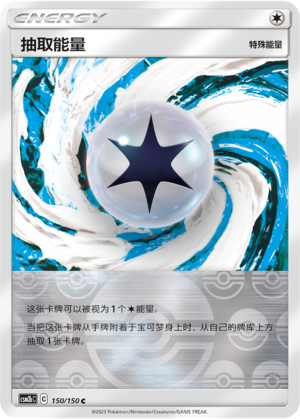 ENERGY
抽取能量
特殊能量
这张卡牌可以被视为1个能量。
当把这张卡牌从手牌附着于宝可梦身上时，从自己的牌库上方
抽取1张卡牌。
CSM2b C C 150/150 C
©2023 Pokémon/Nintendo/Creatures/GAME FREAK.